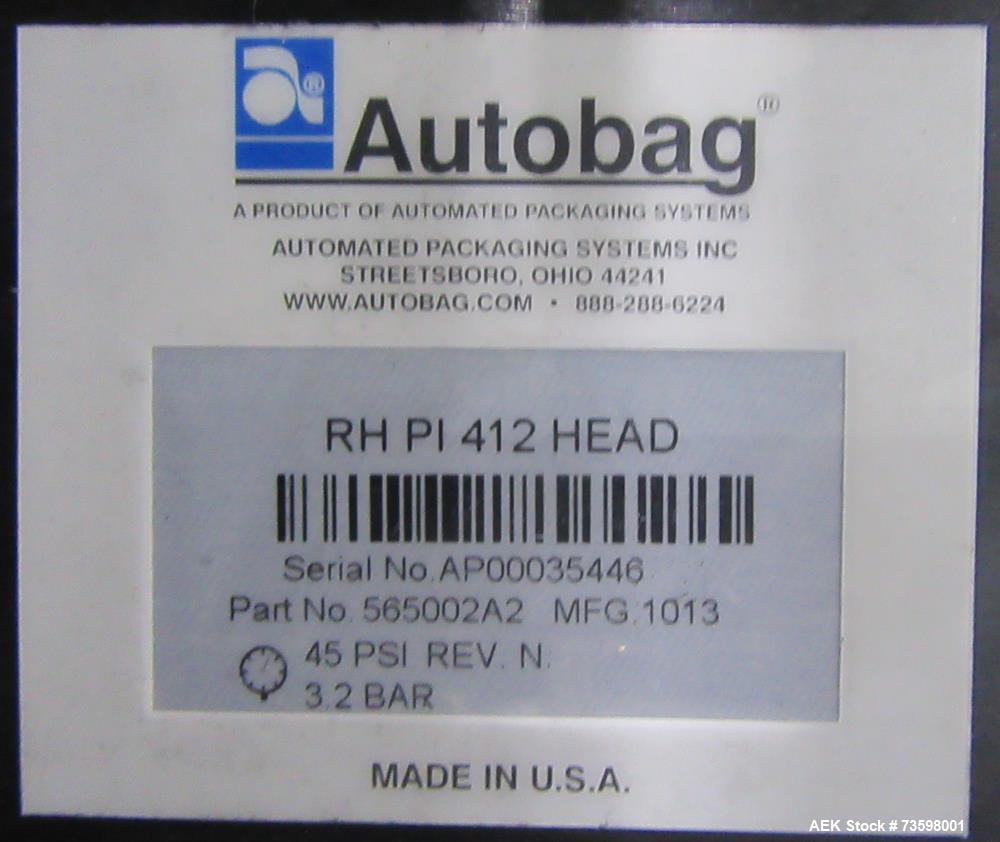 a®
Autobag®
A PRODUCT OF AUTOMATED PACKAGING SYSTEMS
AUTOMATED PACKAGING SYSTEMS INC
STREETSBORO, OHIO 44241
WWW.AUTOBAG.COM • 888-288-6224
RH PI 412 HEAD
Serial No.AP00035446
Part No. 565002A2 MFG.1013
45 PSI REV. N.
3.2 BAR
MADE IN U.S.A.
AEK Stock # 73598001